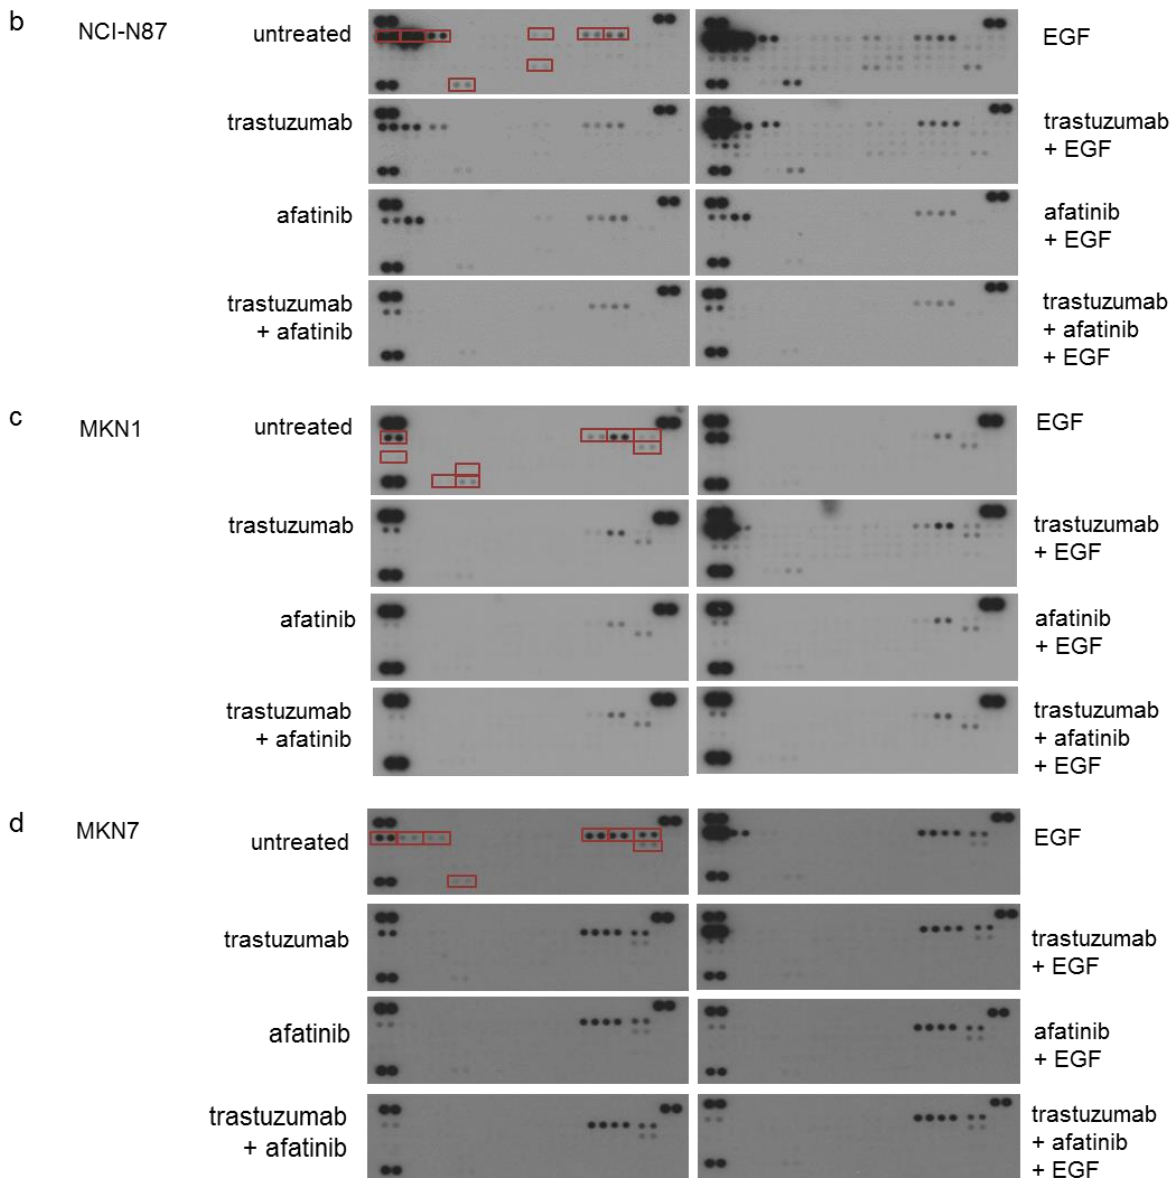 b
NCI-N87
untreated
EGF
trastuzumab
trastuzumab
+ EGF
afatinib
afatinib
+ EGF
trastuzumab
+ afatinib
trastuzumab
+ afatinib
+ EGF
c
MKN1
untreated
EGF
trastuzumab
trastuzumab
+ EGF
afatinib
afatinib
+ EGF
trastuzumab
+ afatinib
trastuzumab
+ afatinib
+ EGF
d
MKN7
untreated
EGF
trastuzumab
trastuzumab
+ EGF
afatinib
afatinib
+ EGF
trastuzumab
+ afatinib
trastuzumab
+ afatinib
+ EGF